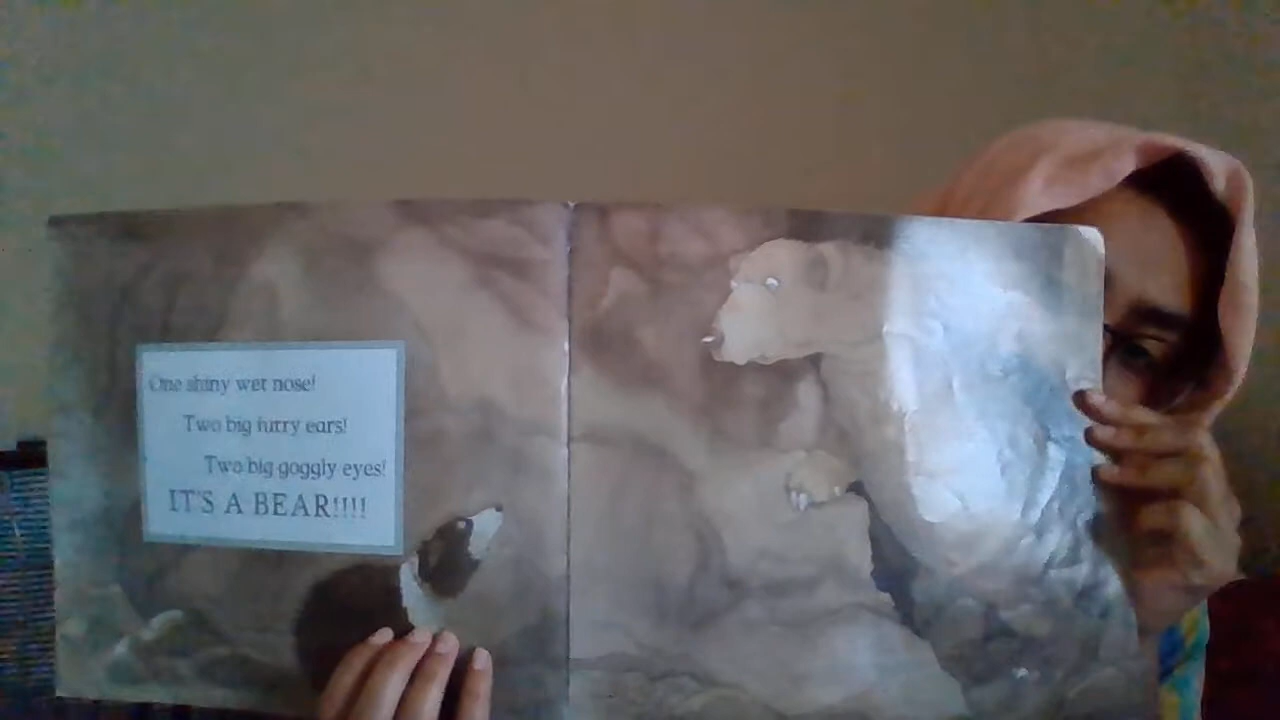 One shiny wet nose!
Two big furry ears!
Two big goggly eyes!
IT'S A BEAR!!!!